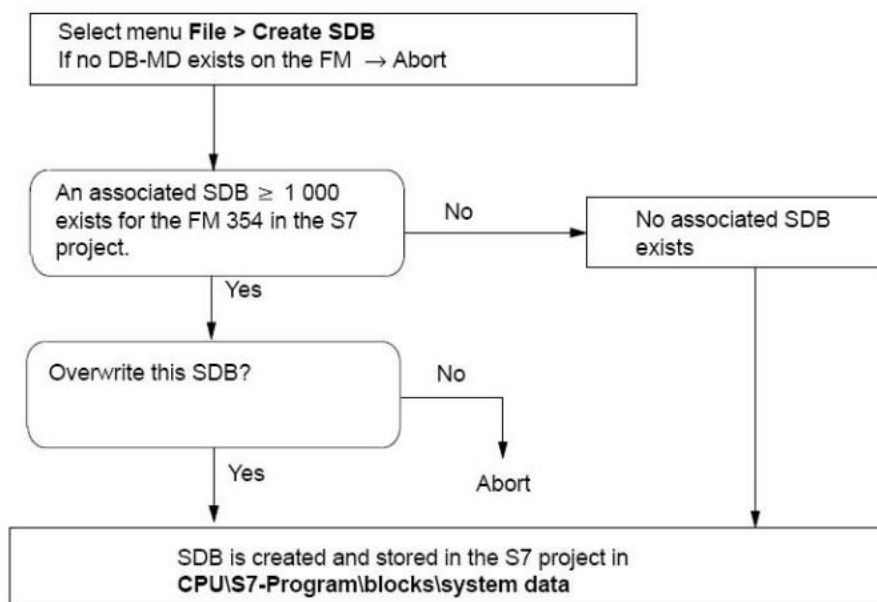 Select menu File > Create SDB
If no DB-MD exists on the FM → Abort
An associated SDB ≥ 1 000
exists for the FM 354 in the S7
project.
No
No associated SDB
exists
Yes
Overwrite this SDB?
No
Yes
Abort
SDB is created and stored in the S7 project in
CPU\S7-Program\blocks\system data